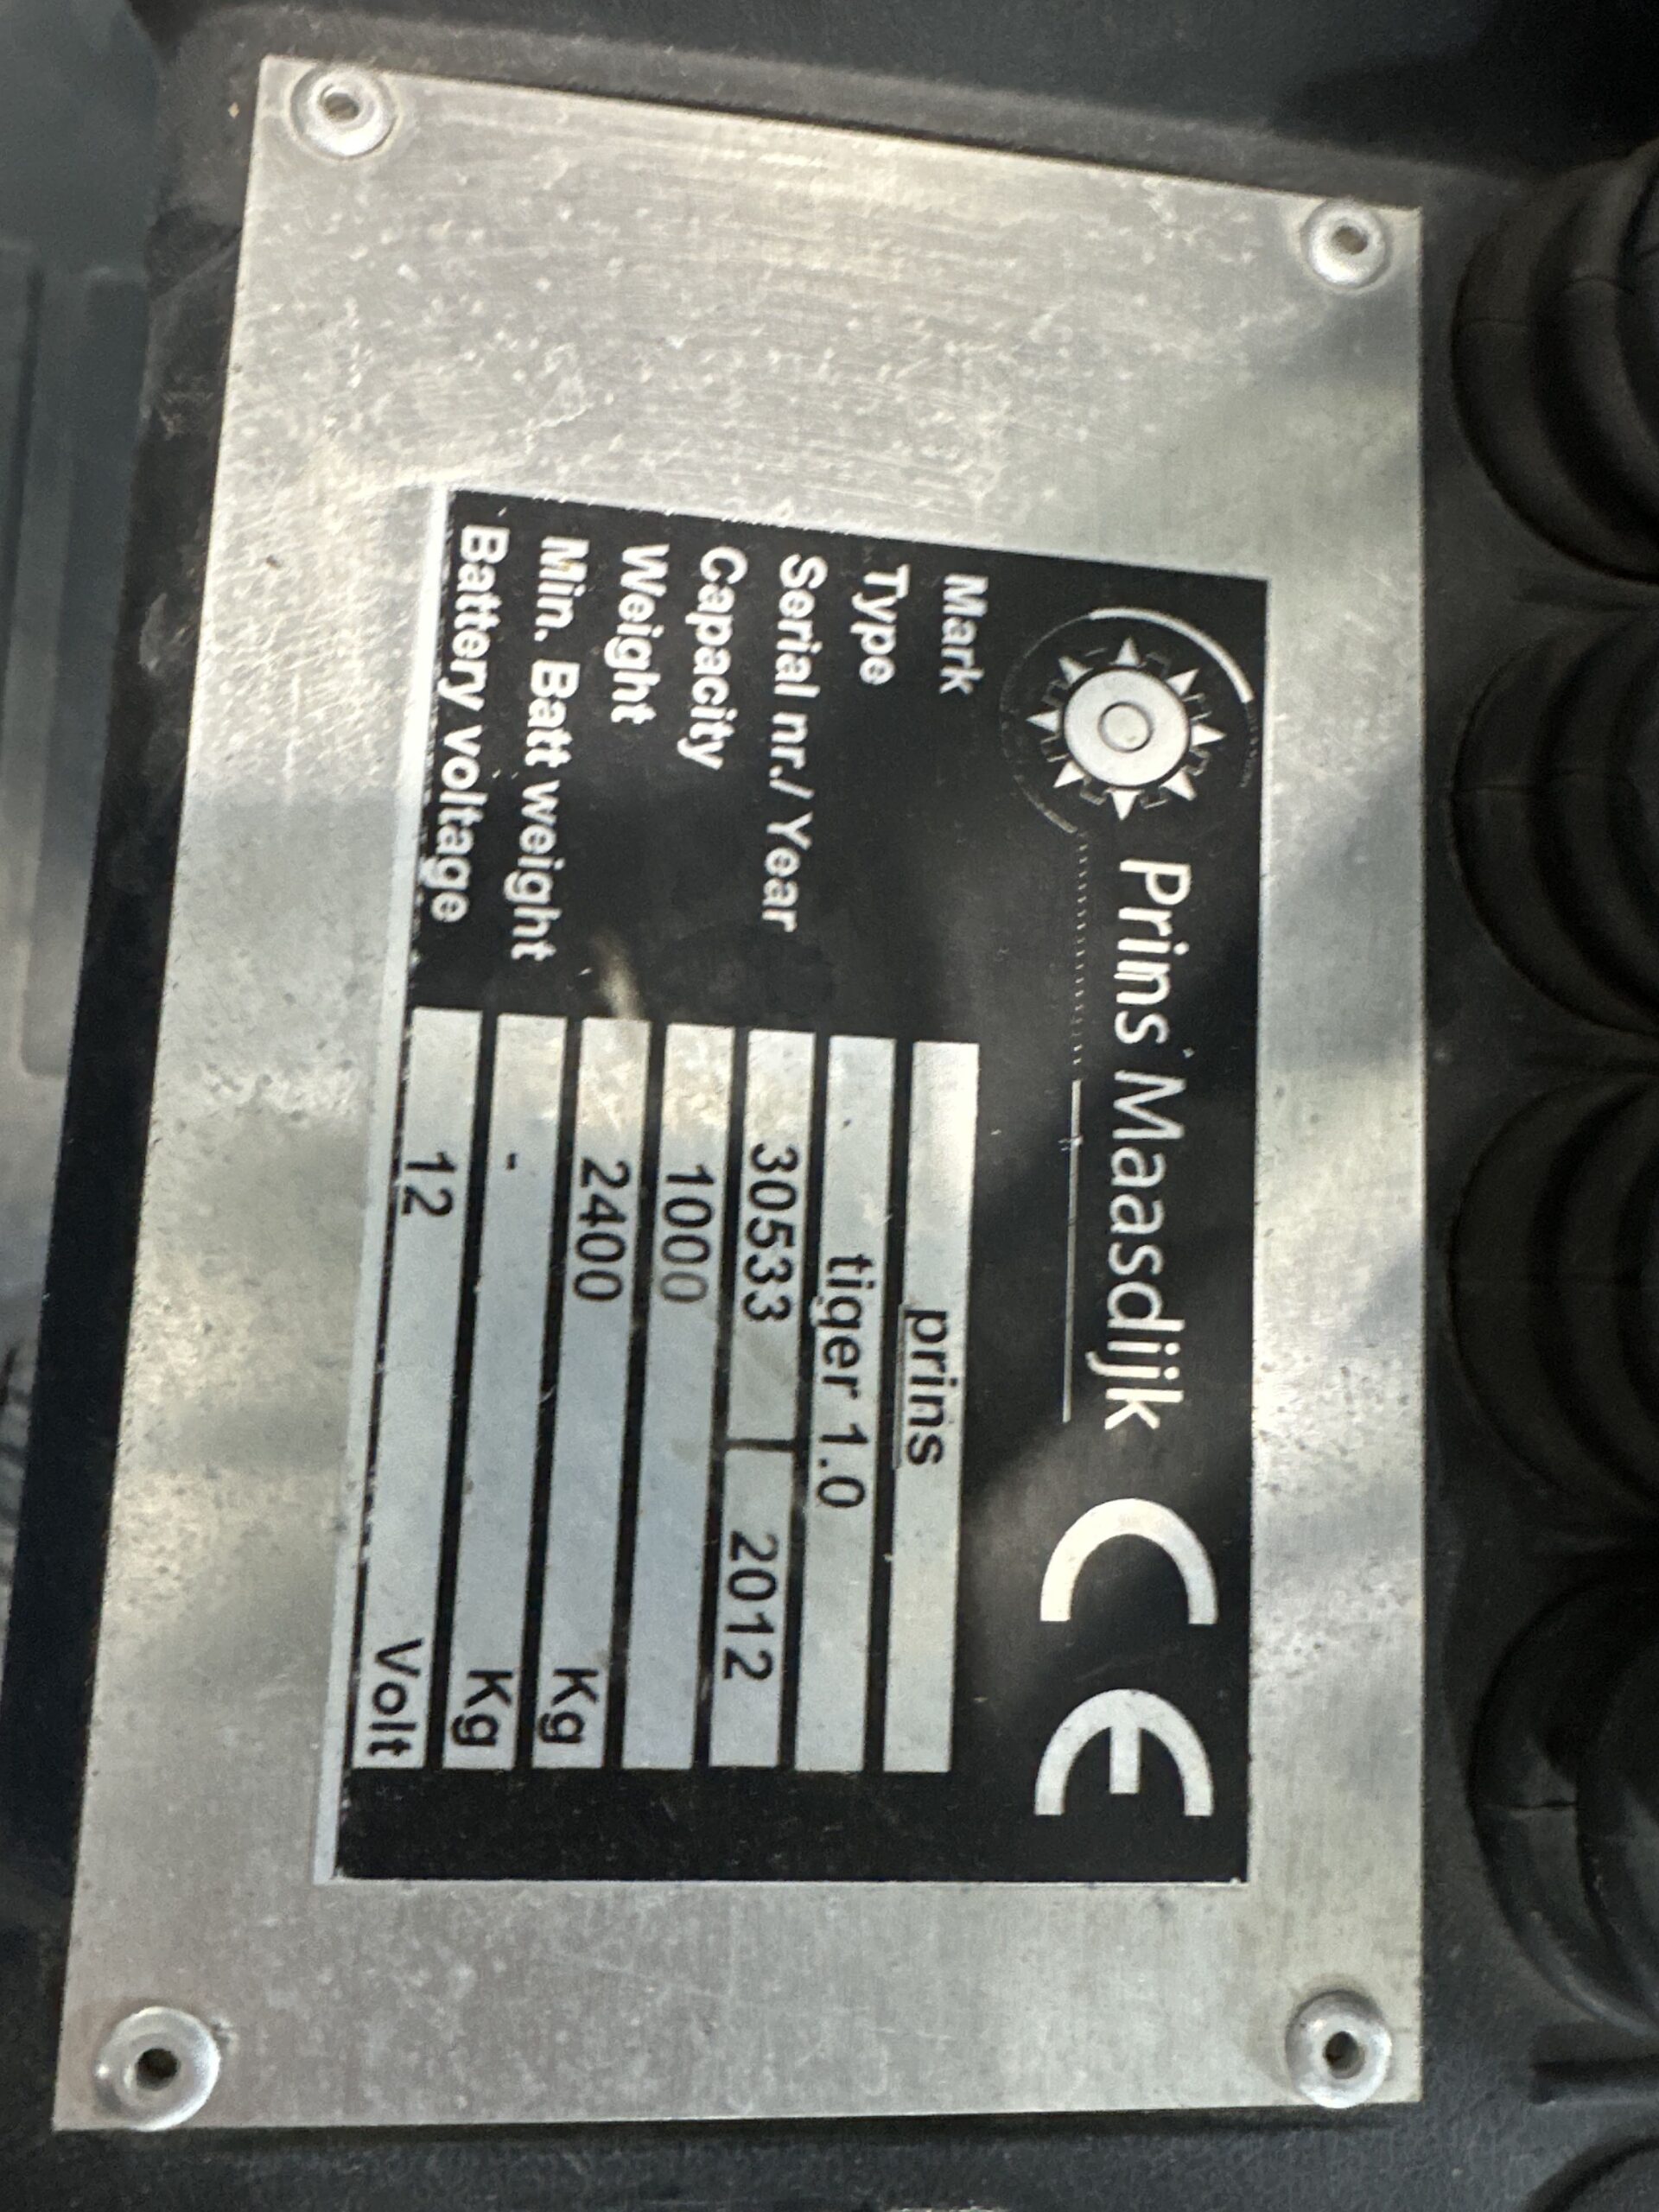 Prins Maasdijk CE
Mark prins
Type tiger 1.0
Serial nr./ Year 30533 2012
Capacity 1000
Weight 2400 Kg
Min. Batt weight - Kg
Battery voltage 12 Volt